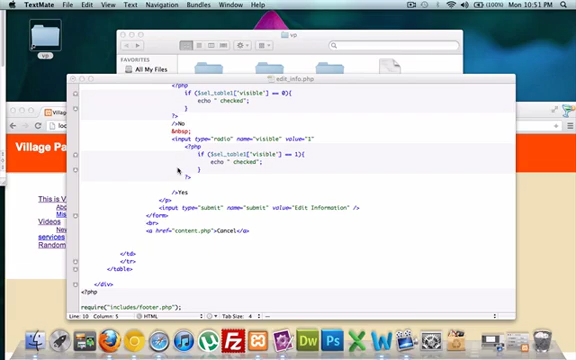 TextMate File Edit View Text Navigation Bundles Window Help (100%) Mon 10:51 PM
vp
vp
FAVORITES
All My Files
edit_info.php
</php
if ($sel_table1['visible'] == 0){
echo " checked";
}
?>
/>No
&nbsp;
<input type="radio" name="visible" value="1"
<?php
if ($sel_table1['visible'] == 1){
echo " checked";
}
?>
/>Yes
</p>
<input type="submit" name="submit" value="Edit Information" />
</form>
<br>
<a href="content.php">Cancel</a>
</td>
</tr>
</table>
</div>
<?php
require("includes/footer.php");
Line: 10 Column: 5 HTML Tab Size: 4
Village Pa
This is V
Videos
services
Random